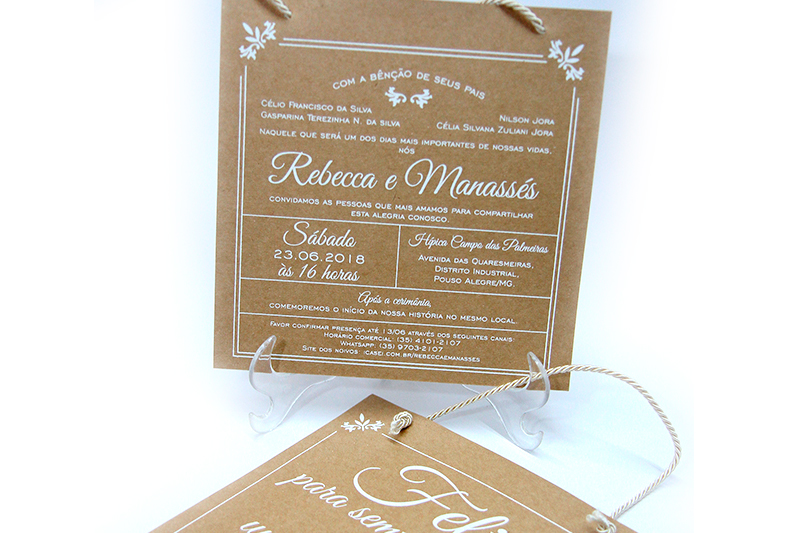 COM A BÊNÇÃO DE SEUS PAIS
CÉLIO FRANCISCO DA SILVA NILSON JORA
GASPARINA TEREZINHA N. DA SILVA CÉLIA SILVANA ZULIANI JORA
NAQUELE QUE SERÁ UM DOS DIAS MAIS IMPORTANTES DE NOSSAS VIDAS,
NÓS
Rebecca e Manassés
CONVIDAMOS AS PESSOAS QUE MAIS AMAMOS PARA COMPARTILHAR
ESTA ALEGRIA CONOSCO.
Sábado
23.06.2018
às 16 horas
Hípica Campo das Palmeiras
AVENIDA DAS QUARESMEIRAS,
DISTRITO INDUSTRIAL,
POUSO ALEGRE/MG.
Após a cerimônia,
COMEMOREMOS O INÍCIO DA NOSSA HISTÓRIA NO MESMO LOCAL.
FAVOR CONFIRMAR PRESENÇA ATÉ 13/06 ATRAVÉS DOS SEGUINTES CANAIS:
HORÁRIO COMERCIAL: (35) 4101-2107
WHATSAPP: (35) 9703-2107
SITE DOS NOIVOS: ICASEI.COM.BR/REBECCAEMANASSES
Feli
para sem